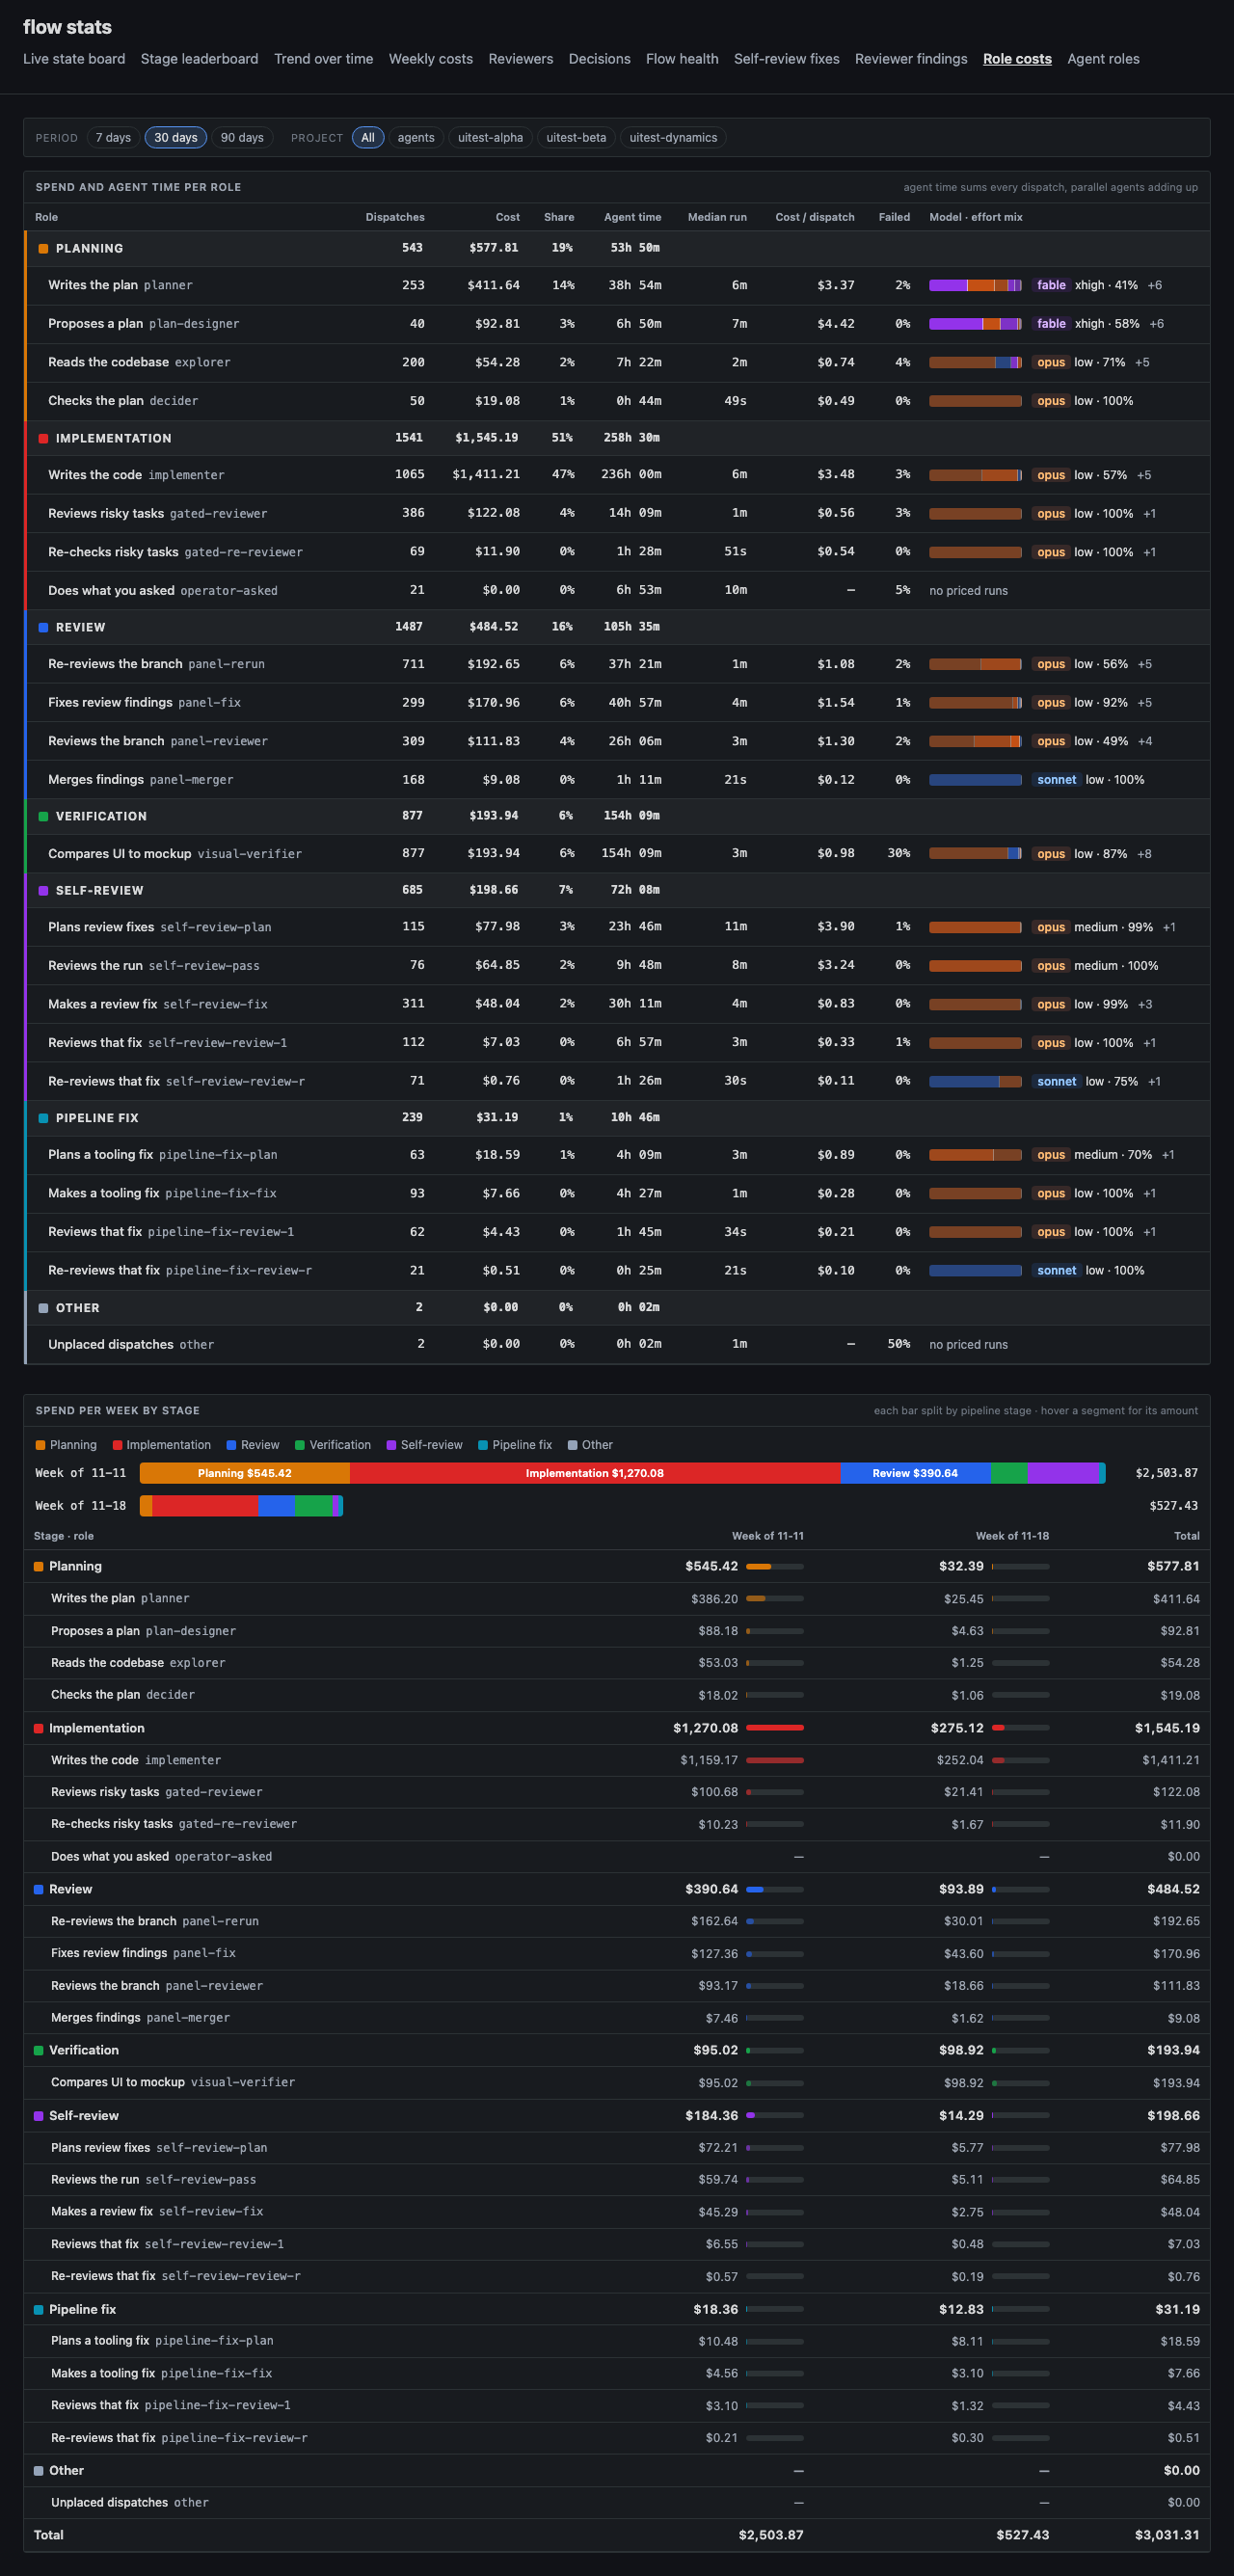 flow stats
Live state board Stage leaderboard Trend over time Weekly costs Reviewers Decisions Flow health Self-review fixes Reviewer findings Role costs Agent roles
PERIOD 7 days 30 days 90 days PROJECT All agents uitest-alpha uitest-beta uitest-dynamics
SPEND AND AGENT TIME PER ROLE agent time sums every dispatch, parallel agents adding up
Role Dispatches Cost Share Agent time Median run Cost / dispatch Failed Model · effort mix
PLANNING 543 $577.81 19% 53h 50m
Writes the plan planner 253 $411.64 14% 38h 54m 6m $3.37 2% fable xhigh · 41% +6
Proposes a plan plan-designer 40 $92.81 3% 6h 50m 7m $4.42 0% fable xhigh · 58% +6
Reads the codebase explorer 200 $54.28 2% 7h 22m 2m $0.74 4% opus low · 71% +5
Checks the plan decider 50 $19.08 1% 0h 44m 49s $0.49 0% opus low · 100%
IMPLEMENTATION 1541 $1,545.19 51% 258h 30m
Writes the code implementer 1065 $1,411.21 47% 236h 00m 6m $3.48 3% opus low · 57% +5
Reviews risky tasks gated-reviewer 386 $122.08 4% 14h 09m 1m $0.56 3% opus low · 100% +1
Re-checks risky tasks gated-re-reviewer 69 $11.90 0% 1h 28m 51s $0.54 0% opus low · 100% +1
Does what you asked operator-asked 21 $0.00 0% 6h 53m 10m — 5% no priced runs
REVIEW 1487 $484.52 16% 105h 35m
Re-reviews the branch panel-rerun 711 $192.65 6% 37h 21m 1m $1.08 2% opus low · 56% +5
Fixes review findings panel-fix 299 $170.96 6% 40h 57m 4m $1.54 1% opus low · 92% +5
Reviews the branch panel-reviewer 309 $111.83 4% 26h 06m 3m $1.30 2% opus low · 49% +4
Merges findings panel-merger 168 $9.08 0% 1h 11m 21s $0.12 0% sonnet low · 100%
VERIFICATION 877 $193.94 6% 154h 09m
Compares UI to mockup visual-verifier 877 $193.94 6% 154h 09m 3m $0.98 30% opus low · 87% +8
SELF-REVIEW 685 $198.66 7% 72h 08m
Plans review fixes self-review-plan 115 $77.98 3% 23h 46m 11m $3.90 1% opus medium · 99% +1
Reviews the run self-review-pass 76 $64.85 2% 9h 48m 8m $3.24 0% opus medium · 100%
Makes a review fix self-review-fix 311 $48.04 2% 30h 11m 4m $0.83 0% opus low · 99% +3
Reviews that fix self-review-review-1 112 $7.03 0% 6h 57m 3m $0.33 1% opus low · 100% +1
Re-reviews that fix self-review-review-r 71 $0.76 0% 1h 26m 30s $0.11 0% sonnet low · 75% +1
PIPELINE FIX 239 $31.19 1% 10h 46m
Plans a tooling fix pipeline-fix-plan 63 $18.59 1% 4h 09m 3m $0.89 0% opus medium · 70% +1
Makes a tooling fix pipeline-fix-fix 93 $7.66 0% 4h 27m 1m $0.28 0% opus low · 100% +1
Reviews that fix pipeline-fix-review-1 62 $4.43 0% 1h 45m 34s $0.21 0% opus low · 100% +1
Re-reviews that fix pipeline-fix-review-r 21 $0.51 0% 0h 25m 21s $0.10 0% sonnet low · 100%
OTHER 2 $0.00 0% 0h 02m
Unplaced dispatches other 2 $0.00 0% 0h 02m 1m — 50% no priced runs
SPEND PER WEEK BY STAGE each bar split by pipeline stage · hover a segment for its amount
Planning Implementation Review Verification Self-review Pipeline fix Other
Week of 11-11 Planning $545.42 Implementation $1,270.08 Review $390.64 $2,503.87
Week of 11-18 $527.43
Stage · role Week of 11-11 Week of 11-18 Total
Planning $545.42 $32.39 $577.81
Writes the plan planner $386.20 $25.45 $411.64
Proposes a plan plan-designer $88.18 $4.63 $92.81
Reads the codebase explorer $53.03 $1.25 $54.28
Checks the plan decider $18.02 $1.06 $19.08
Implementation $1,270.08 $275.12 $1,545.19
Writes the code implementer $1,159.17 $252.04 $1,411.21
Reviews risky tasks gated-reviewer $100.68 $21.41 $122.08
Re-checks risky tasks gated-re-reviewer $10.23 $1.67 $11.90
Does what you asked operator-asked — — $0.00
Review $390.64 $93.89 $484.52
Re-reviews the branch panel-rerun $162.64 $30.01 $192.65
Fixes review findings panel-fix $127.36 $43.60 $170.96
Reviews the branch panel-reviewer $93.17 $18.66 $111.83
Merges findings panel-merger $7.46 $1.62 $9.08
Verification $95.02 $98.92 $193.94
Compares UI to mockup visual-verifier $95.02 $98.92 $193.94
Self-review $184.36 $14.29 $198.66
Plans review fixes self-review-plan $72.21 $5.77 $77.98
Reviews the run self-review-pass $59.74 $5.11 $64.85
Makes a review fix self-review-fix $45.29 $2.75 $48.04
Reviews that fix self-review-review-1 $6.55 $0.48 $7.03
Re-reviews that fix self-review-review-r $0.57 $0.19 $0.76
Pipeline fix $18.36 $12.83 $31.19
Plans a tooling fix pipeline-fix-plan $10.48 $8.11 $18.59
Makes a tooling fix pipeline-fix-fix $4.56 $3.10 $7.66
Reviews that fix pipeline-fix-review-1 $3.10 $1.32 $4.43
Re-reviews that fix pipeline-fix-review-r $0.21 $0.30 $0.51
Other — — $0.00
Unplaced dispatches other — — $0.00
Total $2,503.87 $527.43 $3,031.31